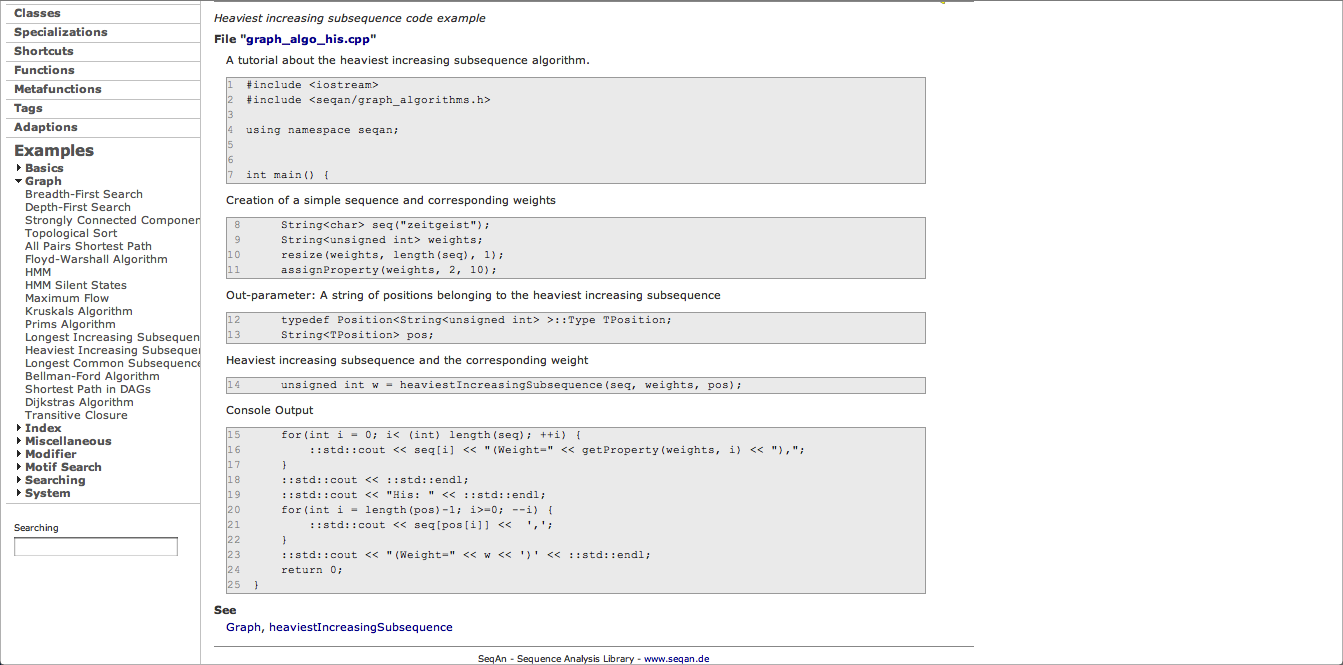 Classes
Specializations
Shortcuts
Functions
Metafunctions
Tags
Adaptions
Examples
Basics
Graph
Breadth-First Search
Depth-First Search
Strongly Connected Componen
Topological Sort
All Pairs Shortest Path
Floyd-Warshall Algorithm
HMM
HMM Silent States
Maximum Flow
Kruskals Algorithm
Prims Algorithm
Longest Increasing Subsequen
Heaviest Increasing Subseque
Longest Common Subsequence
Bellman-Ford Algorithm
Shortest Path in DAGs
Dijkstras Algorithm
Transitive Closure
Index
Miscellaneous
Modifier
Motif Search
Searching
System
Searching
Heaviest increasing subsequence code example
File "graph_algo_his.cpp"
A tutorial about the heaviest increasing subsequence algorithm.
1 #include <iostream>
2 #include <seqan/graph_algorithms.h>
3
4 using namespace seqan;
5
6
7 int main() {
Creation of a simple sequence and corresponding weights
8 String<char> seq("zeitgeist");
9 String<unsigned int> weights;
10 resize(weights, length(seq), 1);
11 assignProperty(weights, 2, 10);
Out-parameter: A string of positions belonging to the heaviest increasing subsequence
12 typedef Position<String<unsigned int> >::Type TPosition;
13 String<TPosition> pos;
Heaviest increasing subsequence and the corresponding weight
14 unsigned int w = heaviestIncreasingSubsequence(seq, weights, pos);
Console Output
15 for(int i = 0; i< (int) length(seq); ++i) {
16 ::std::cout << seq[i] << "(Weight=" << getProperty(weights, i) << "),";
17 }
18 ::std::cout << ::std::endl;
19 ::std::cout << "His: " << ::std::endl;
20 for(int i = length(pos)-1; i>=0; --i) {
21 ::std::cout << seq[pos[i]] << ',';
22 }
23 ::std::cout << "(Weight=" << w << ')' << ::std::endl;
24 return 0;
25 }
See
Graph, heaviestIncreasingSubsequence
SeqAn - Sequence Analysis Library - www.seqan.de